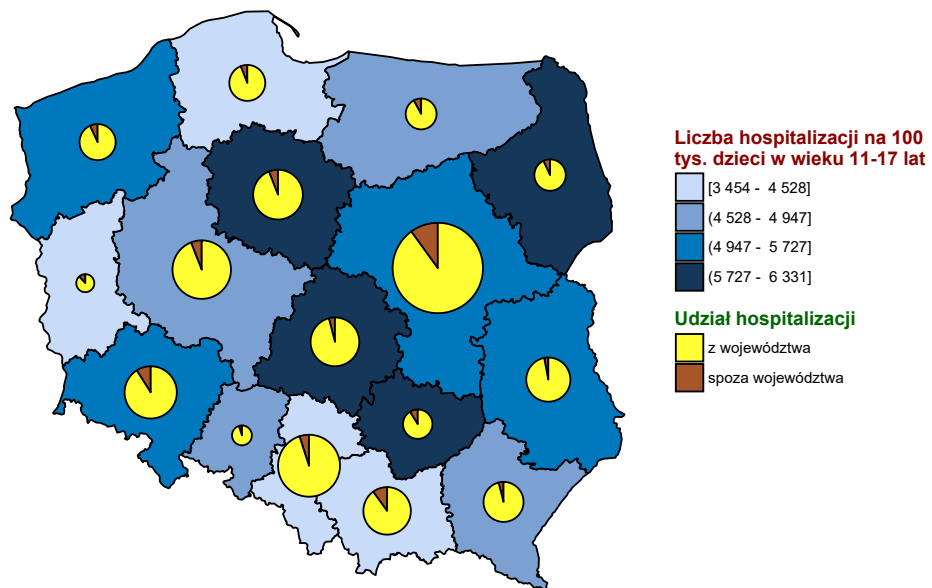 Liczba hospitalizacji na 100
tys. dzieci w wieku 11-17 lat
[3 454 - 4 528]
(4 528 - 4 947]
(4 947 - 5 727]
(5 727 - 6 331]
Udział hospitalizacji
z województwa
spoza województwa